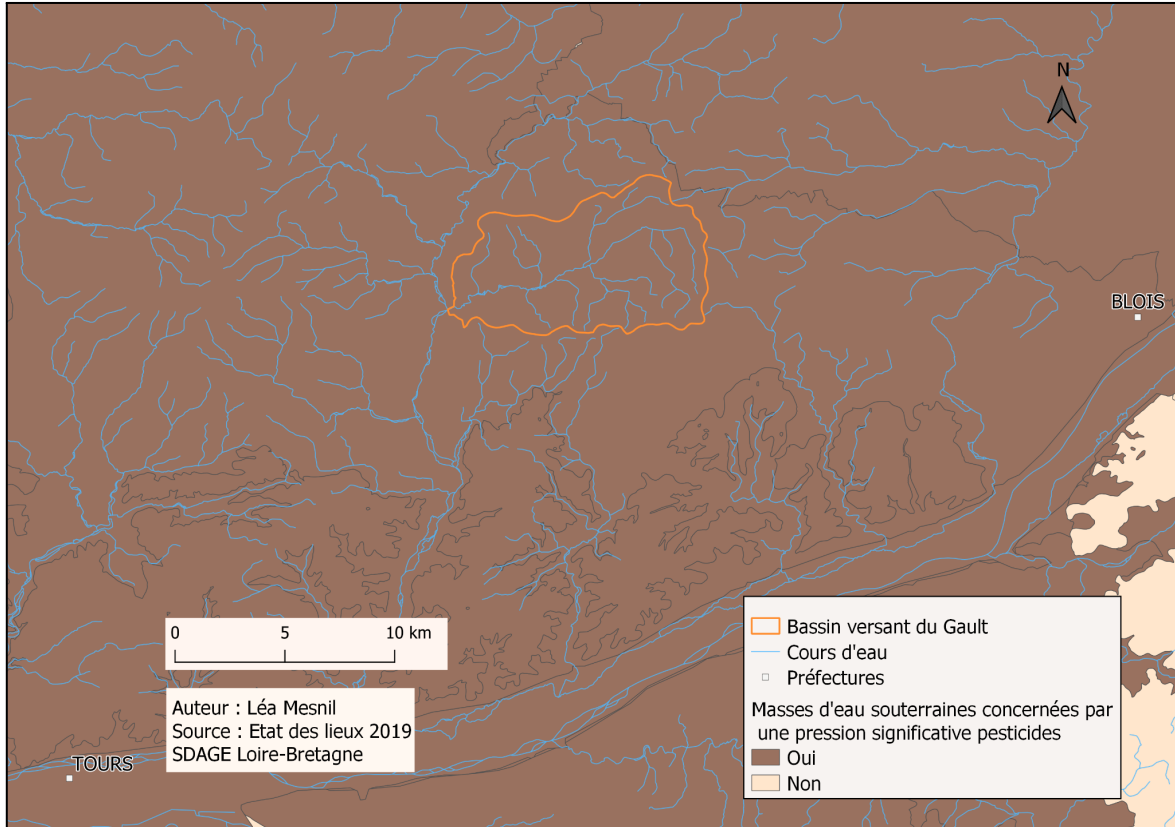 N
BLOIS
0 5 10 km
Auteur : Léa Mesnil
Source : Etat des lieux 2019
SDAGE Loire-Bretagne
TOURS
Bassin versant du Gault
Cours d'eau
Préfectures
Masses d'eau souterraines concernées par
une pression significative pesticides
Oui
Non